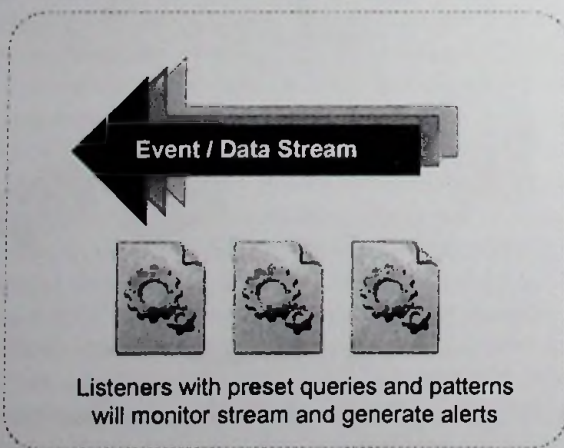 Event / Data Stream
Listeners with preset queries and patterns
will monitor stream and generate alerts